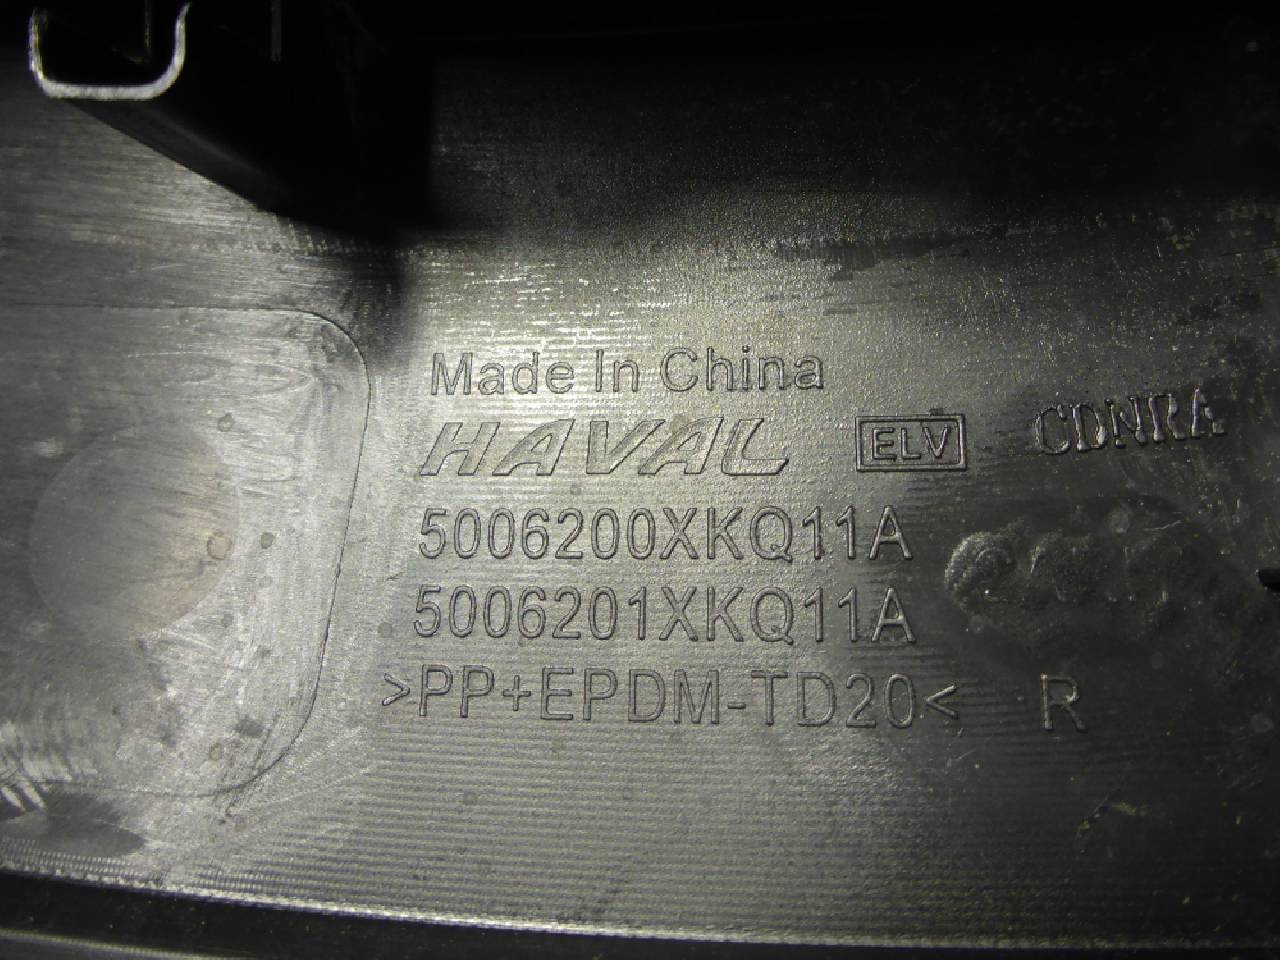 Made In China
HAVAL ELV CDNRA
5006200XKQ11A
5006201XKQ11A
>PP+EPDM-TD20< R